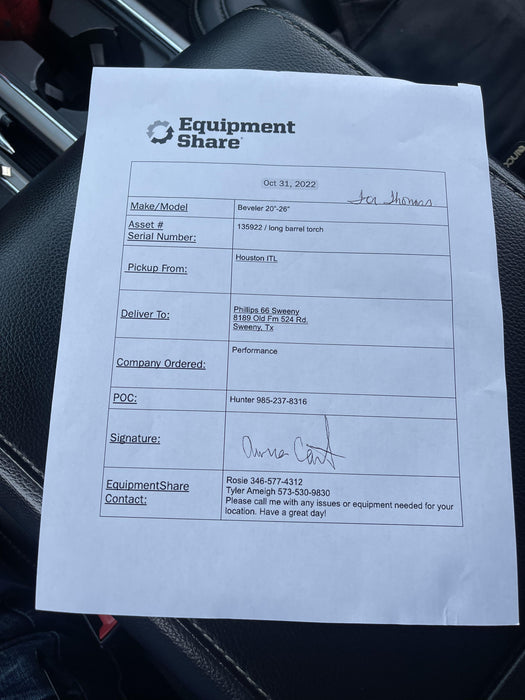 Equipment
Share
Oct 31, 2022
for Thomas
Make/Model
Beveler 20"-26"
Asset #
Serial Number:
135922 / long barrel torch
Pickup From:
Houston ITL
Deliver To:
Phillips 66 Sweeny
8189 Old Fm 524 Rd.
Sweeny, Tx
Company Ordered:
Performance
POC:
Hunter 985-237-8316
Signature:
EquipmentShare
Contact:
Rosie 346-577-4312
Tyler Ameigh 573-530-9830
Please call me with any issues or equipment needed for your
location. Have a great day!